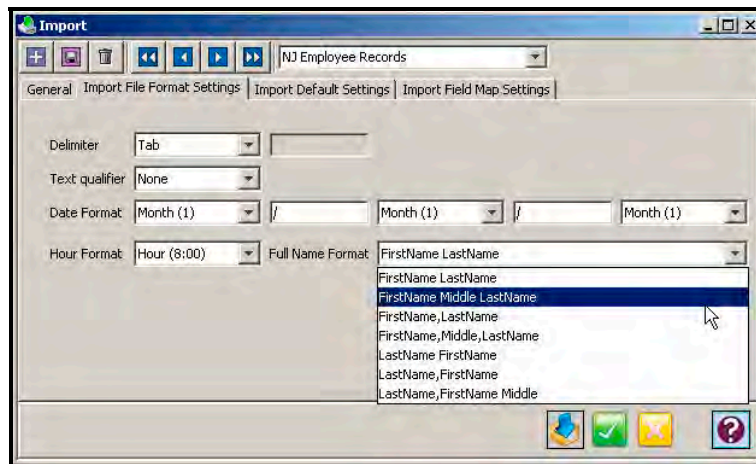 Import
NJ Employee Records
General Import File Format Settings Import Default Settings Import Field Map Settings
Delimiter Tab
Text qualifier None
Date Format Month (1) / Month (1) / Month (1)
Hour Format Hour (8:00) Full Name Format FirstName LastName
FirstName LastName
FirstName Middle LastName
FirstName,LastName
FirstName,Middle,LastName
LastName FirstName
LastName,FirstName
LastName,FirstName Middle
?